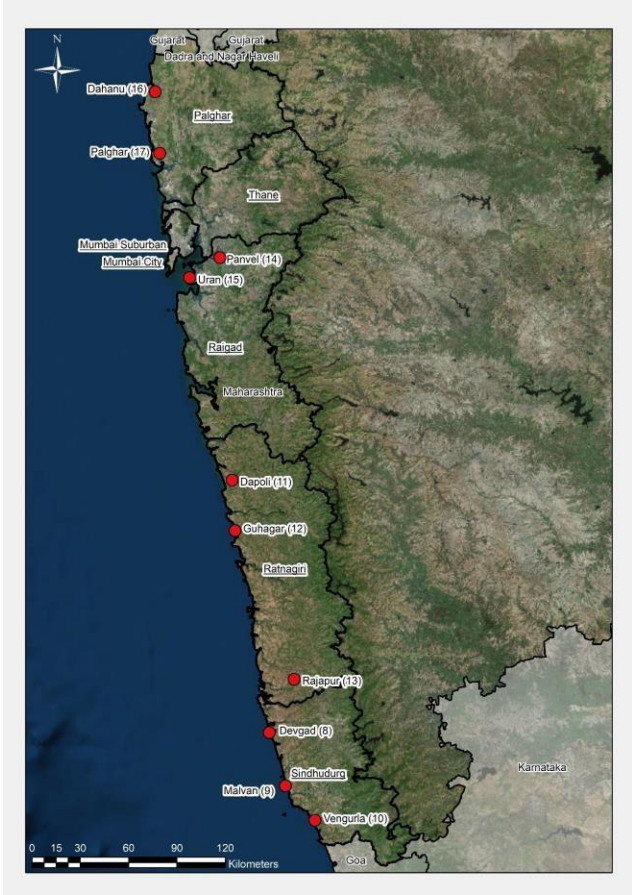 Gujarat
Gujarat
N
Dadra and Nagar Haveli
Dahanu (16)
Palghar
Palghar (17)
Thane
Mumbai Suburban
Mumbai City
Panvel (14)
Uran (15)
Raigad
Maharashtra
Dapoli (11)
Guhagar (12)
Ratnagiri
Rajapur (13)
Devgad (8)
Karnataka
Sindhudurg
Malvan (9)
Vengurla (10)
0 15 30 60 90 120
Kilometers
Goa